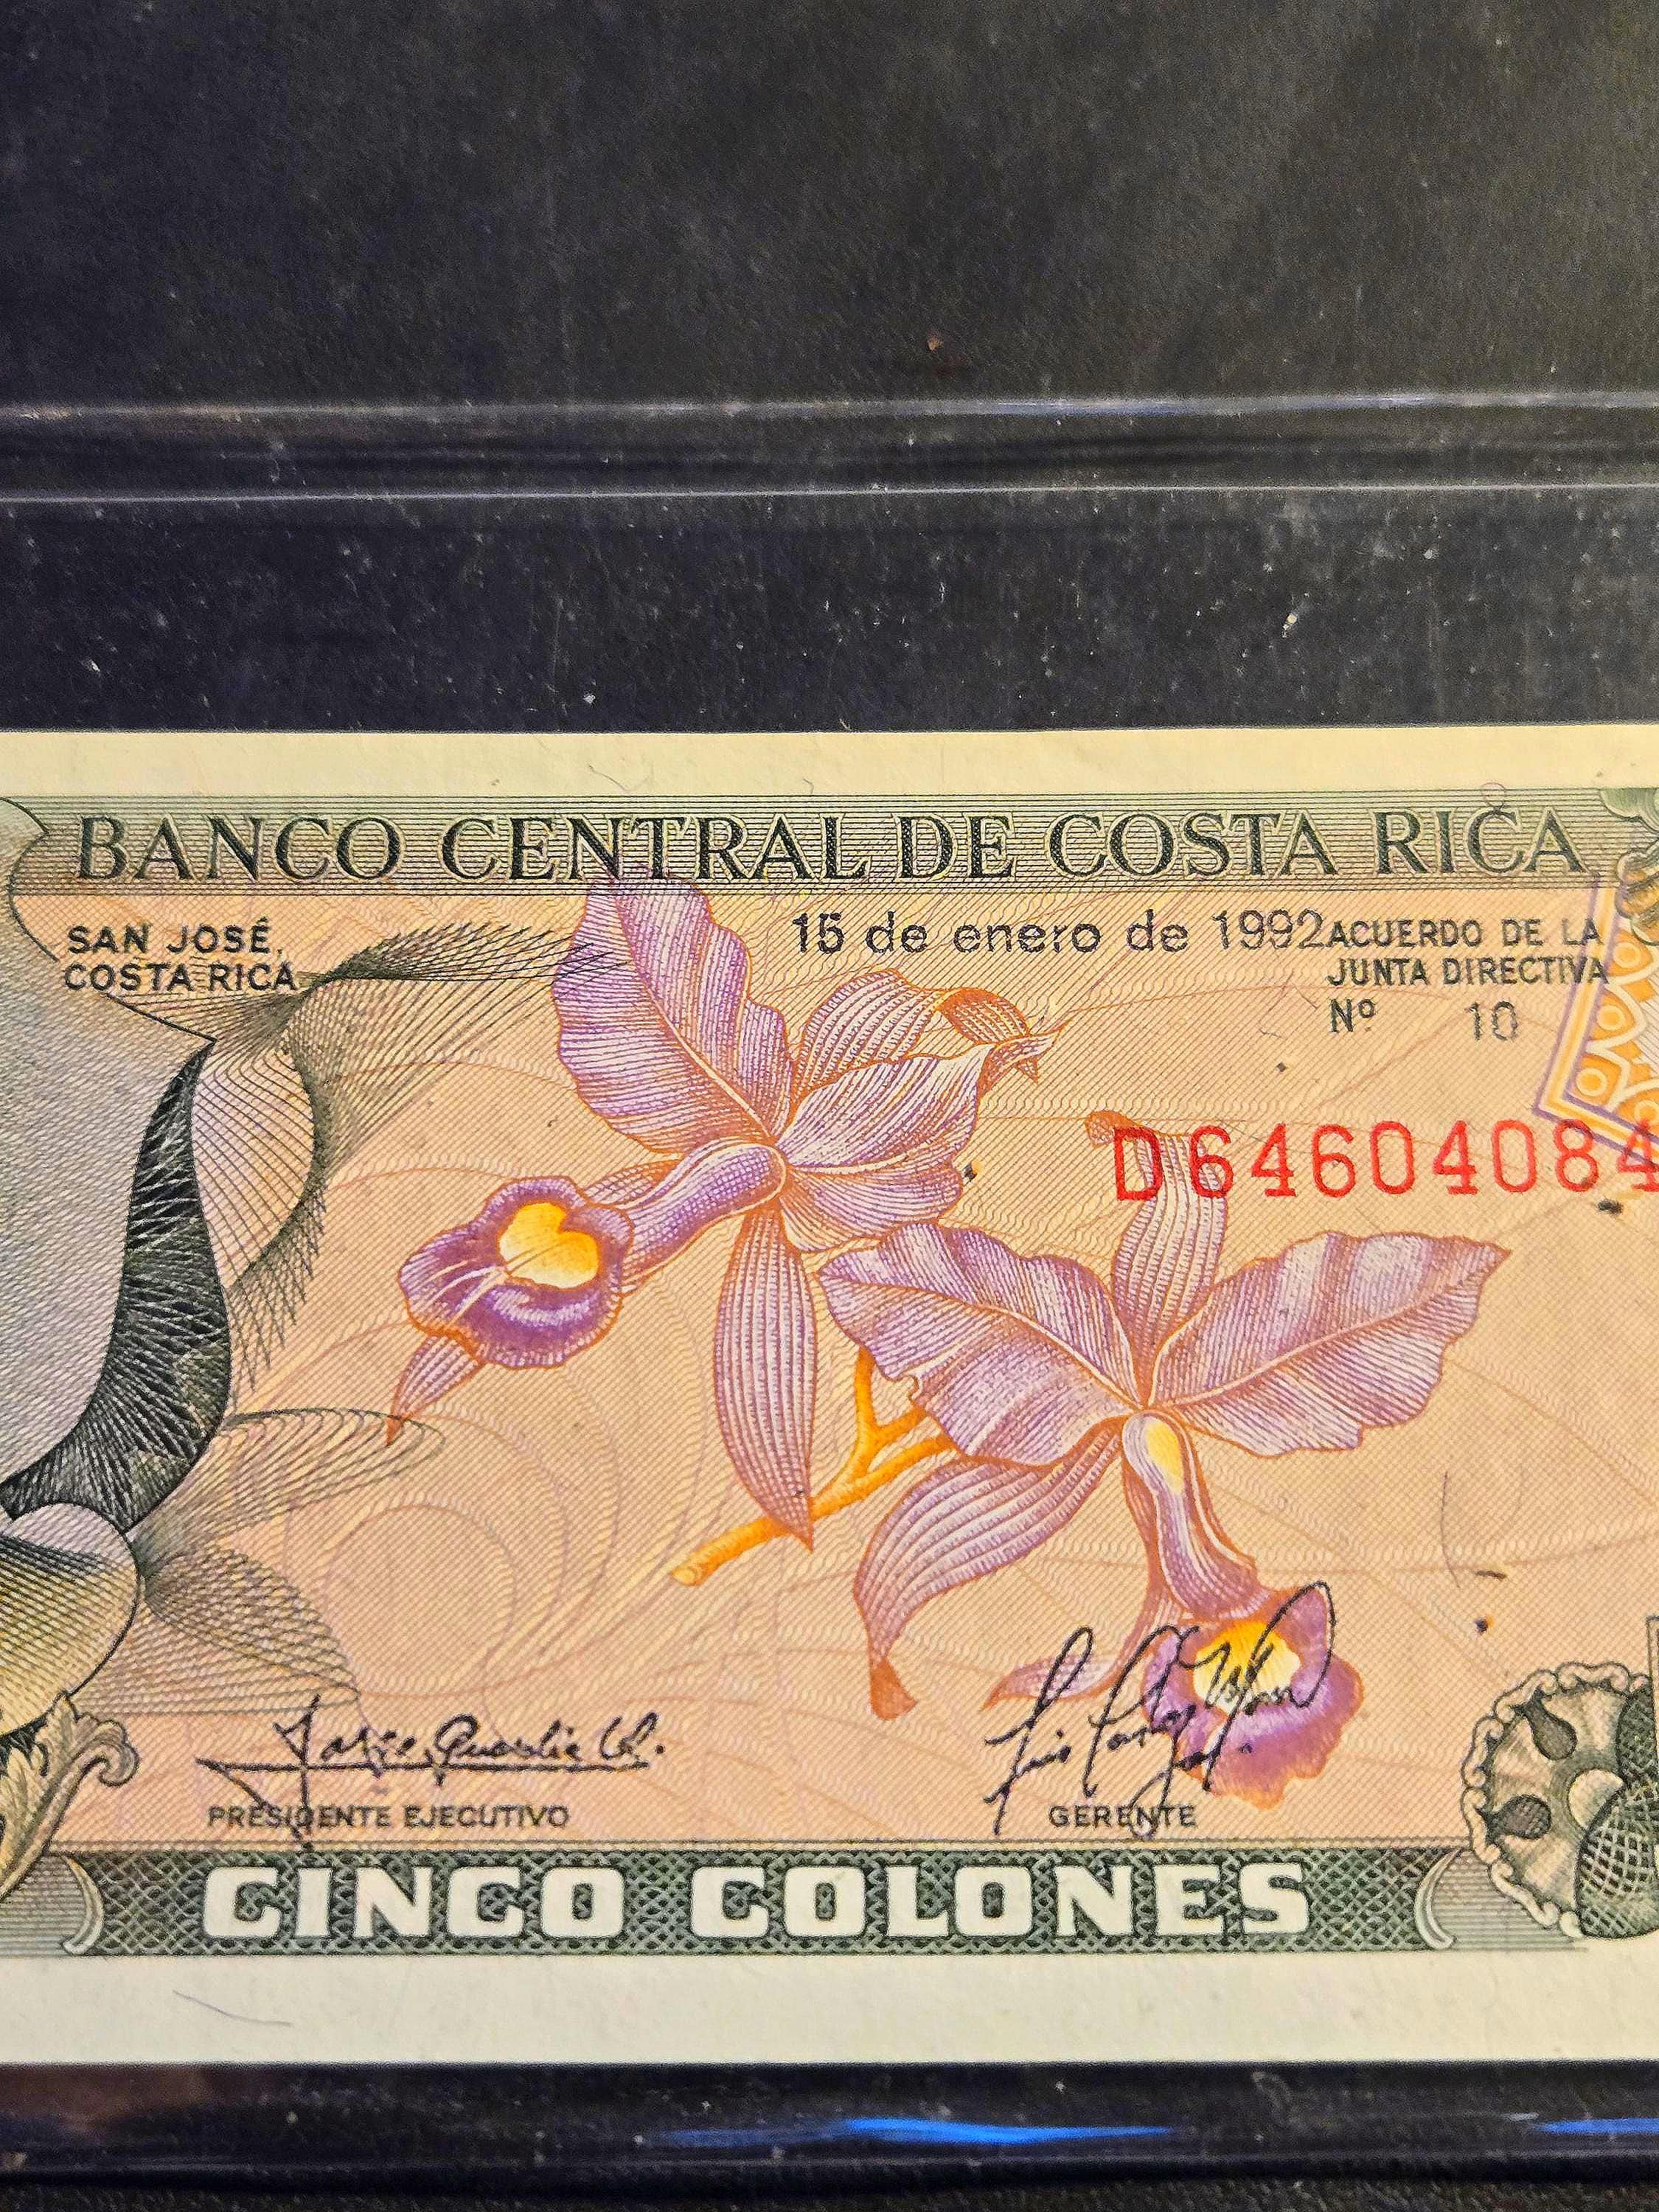 BANCO CENTRAL DE COSTA RICA
SAN JOSÉ,
COSTA RICA
15 de enero de 1992
ACUERDO DE LA
JUNTA DIRECTIVA
Nº 10
D64604084
PRESIDENTE EJECUTIVO
GERENTE
CINCO COLONES